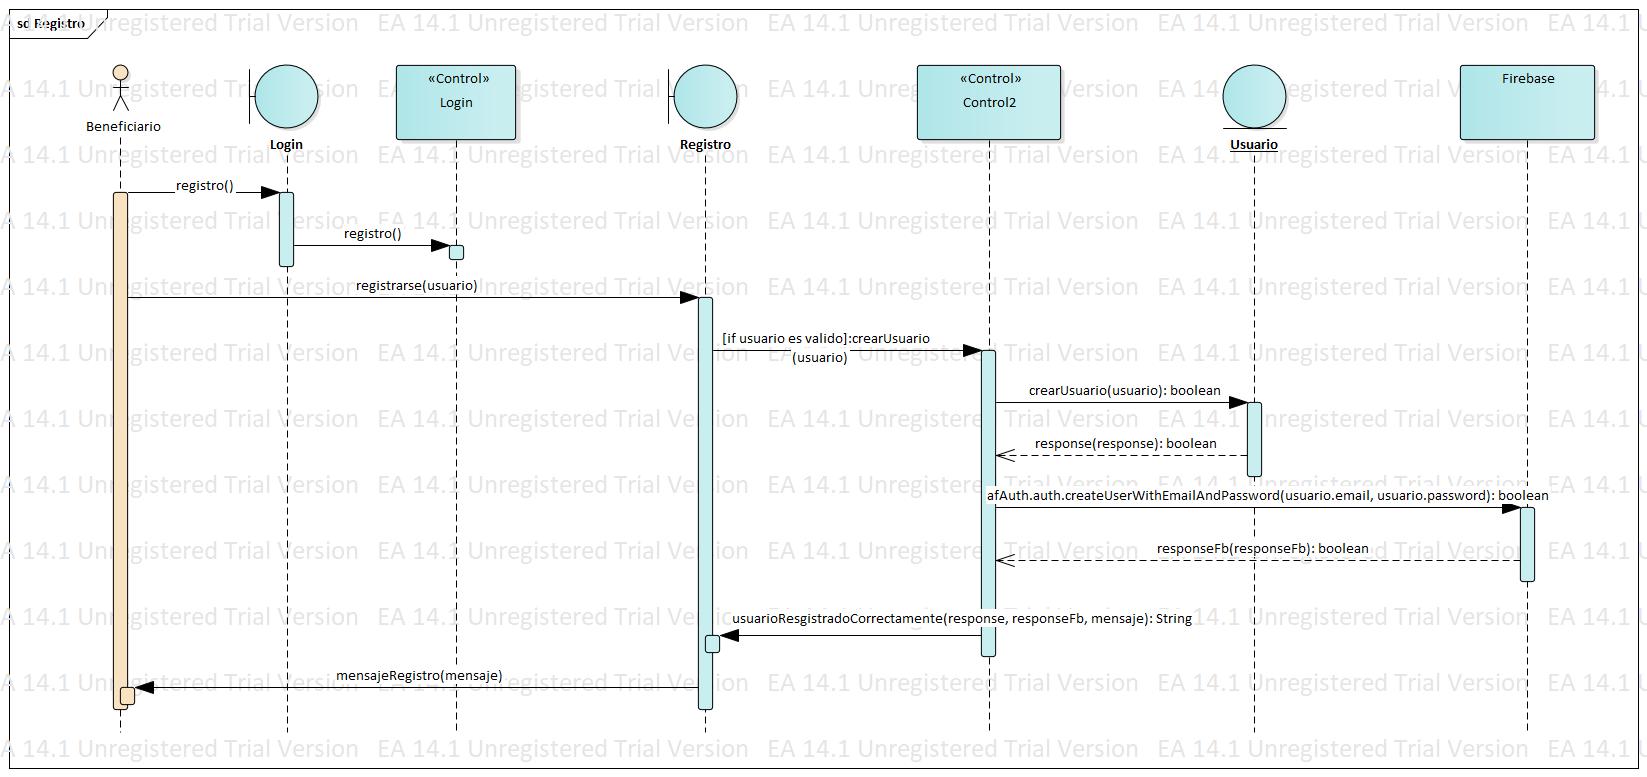 sd Registro
EA 14.1 Unregistered Trial Version EA 14.1 Unregistered Trial Version EA 14.1 Unregistered Trial Version EA 14.1 Unregistered Trial Version EA 14.1
«Control» «Control» Firebase
Login Control2
Beneficiario
Login Registro Usuario
registro()
registro()
registrarse(usuario)
[if usuario es valido]:crearUsuario
(usuario)
crearUsuario(usuario): boolean
response(response): boolean
afAuth.auth.createUserWithEmailAndPassword(usuario.email, usuario.password): boolean
responseFb(responseFb): boolean
usuarioResgistradoCorrectamente(response, responseFb, mensaje): String
mensajeRegistro(mensaje)